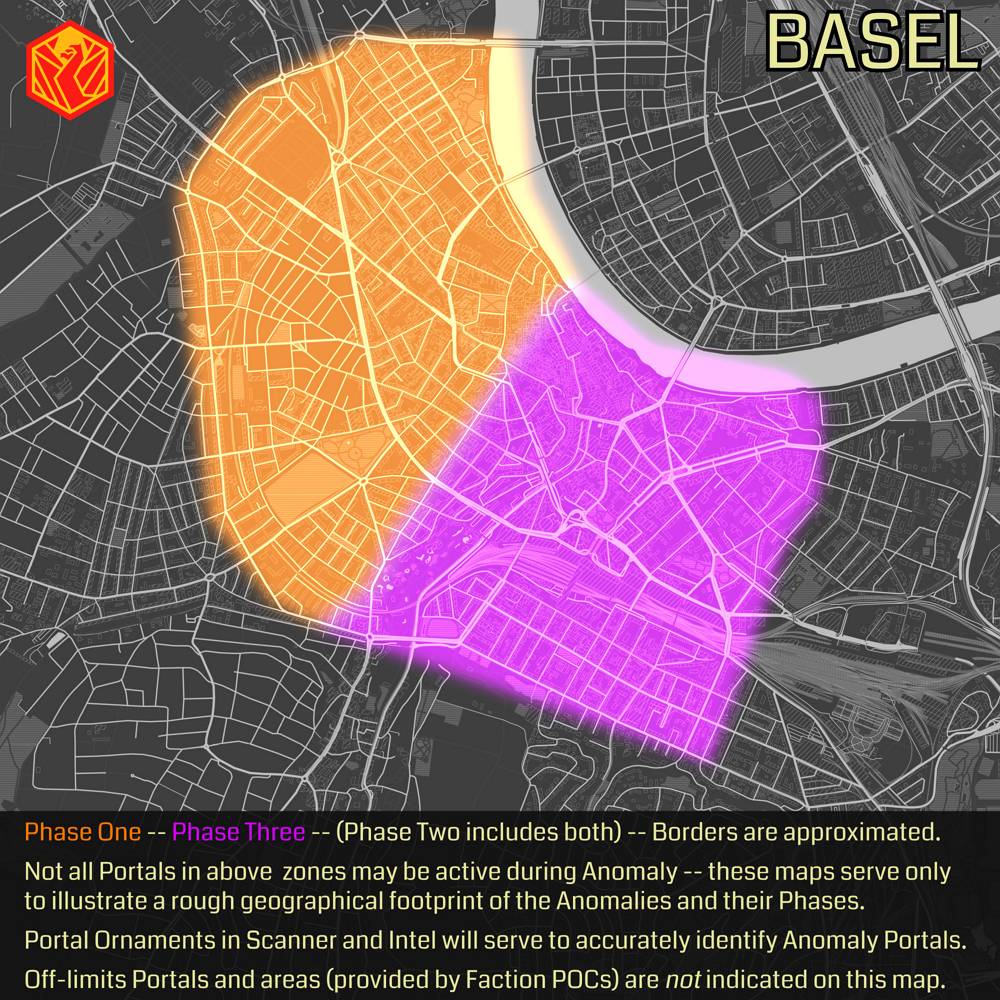 BASEL
Phase One -- Phase Three -- (Phase Two includes both) -- Borders are approximated.
Not all Portals in above zones may be active during Anomaly -- these maps serve only
to illustrate a rough geographical footprint of the Anomalies and their Phases.
Portal Ornaments in Scanner and Intel will serve to accurately identify Anomaly Portals.
Off-limits Portals and areas (provided by Faction POCs) are not indicated on this map.